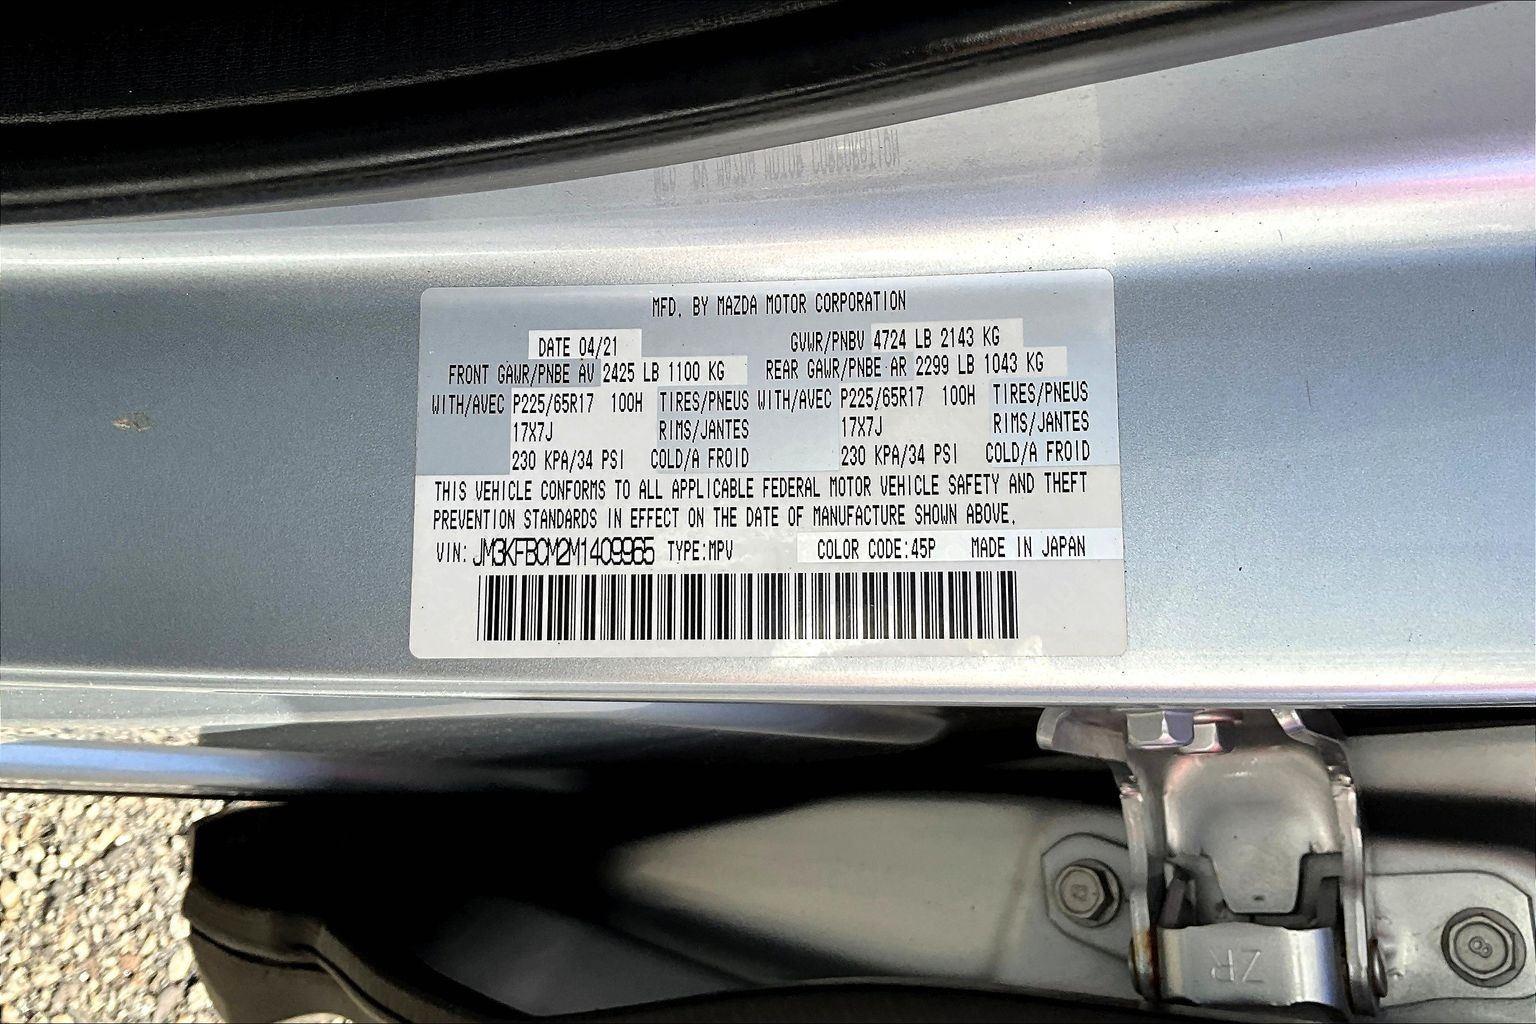 MFD. BY MAZDA MOTOR CORPORATION
DATE 04/21 GVWR/PNBV 4724 LB 2143 KG
FRONT GAWR/PNBE AV 2425 LB 1100 KG REAR GAWR/PNBE AR 2299 LB 1043 KG
WITH/AVEC P225/65R17 100H TIRES/PNEUS WITH/AVEC P225/65R17 100H TIRES/PNEUS
17X7J RIMS/JANTES 17X7J RIMS/JANTES
230 KPA/34 PSI COLD/A FROID 230 KPA/34 PSI COLD/A FROID
THIS VEHICLE CONFORMS TO ALL APPLICABLE FEDERAL MOTOR VEHICLE SAFETY AND THEFT
PREVENTION STANDARDS IN EFFECT ON THE DATE OF MANUFACTURE SHOWN ABOVE.
VIN: JM3KFBCM2M1409965 TYPE:MPV COLOR CODE:45P MADE IN JAPAN
ZR
8